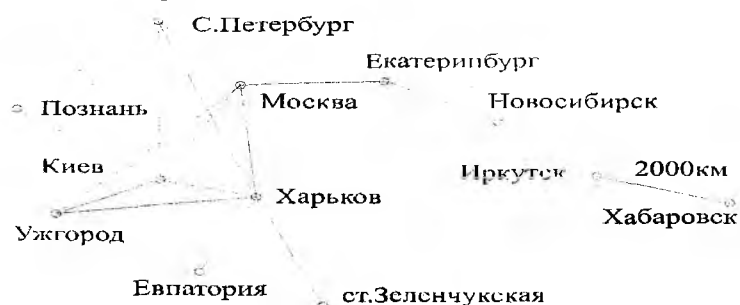 С.Петербург
Екатеринбург
Москва
Новосибирск
Познань
Киев
Иркутск
2000км
Харьков
Хабаровск
Ужгород
Евпатория
ст.Зеленчукская